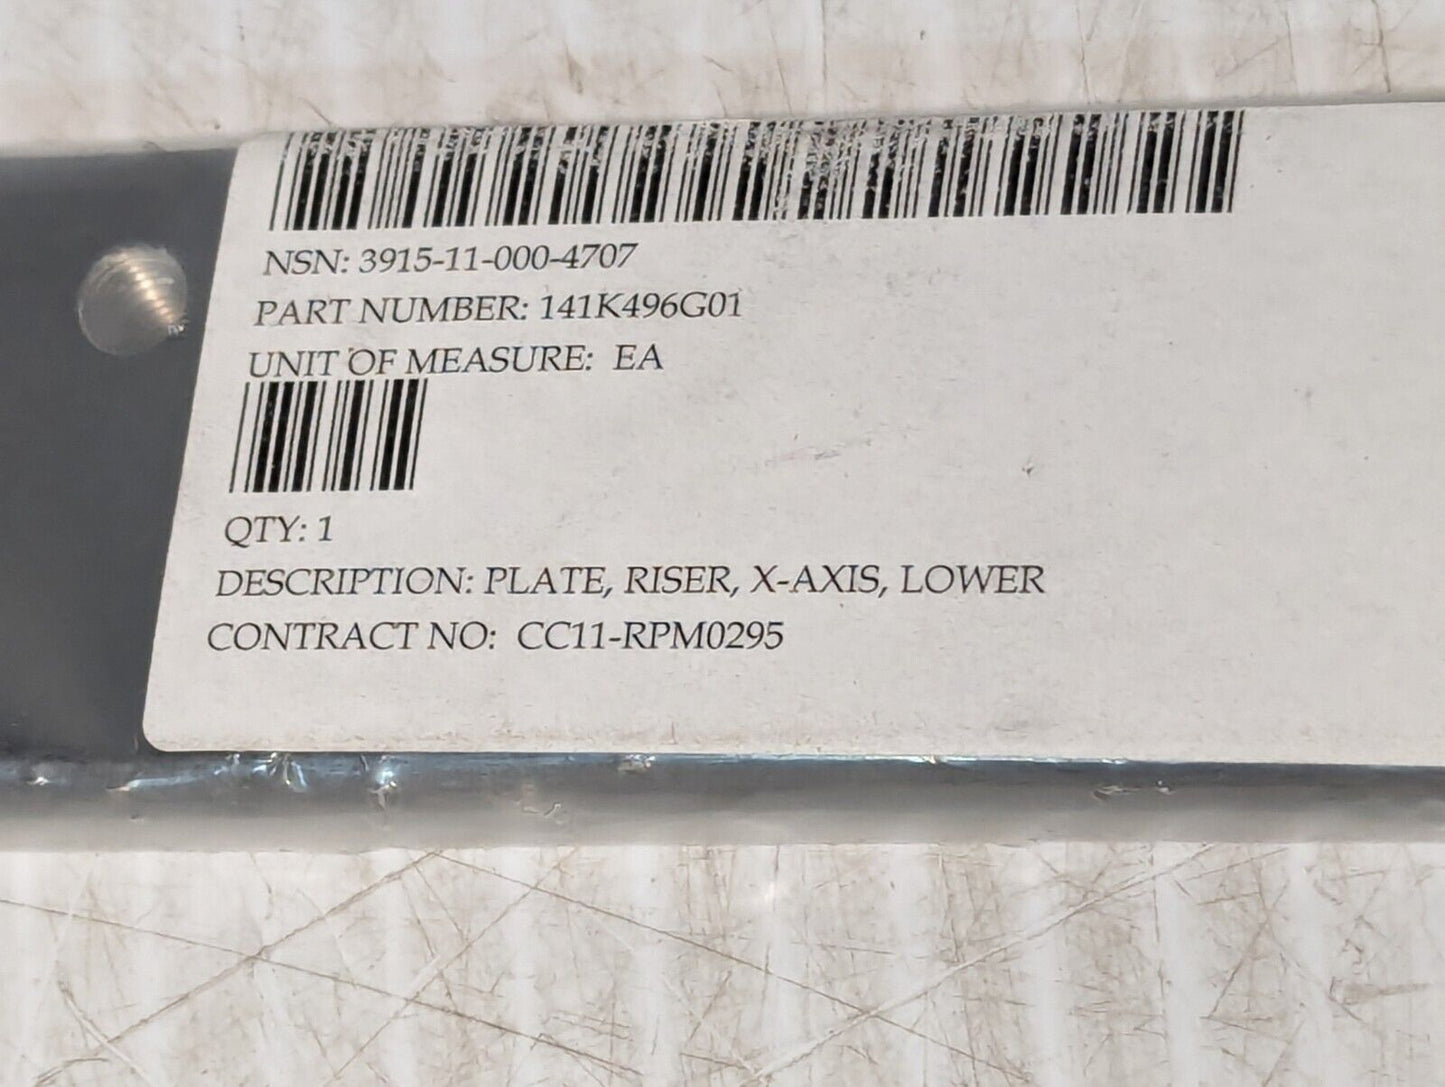 NSN: 3915-11-000-4707
PART NUMBER: 141K496G01
UNIT OF MEASURE: EA
QTY: 1
DESCRIPTION: PLATE, RISER, X-AXIS, LOWER
CONTRACT NO: CC11-RPM0295